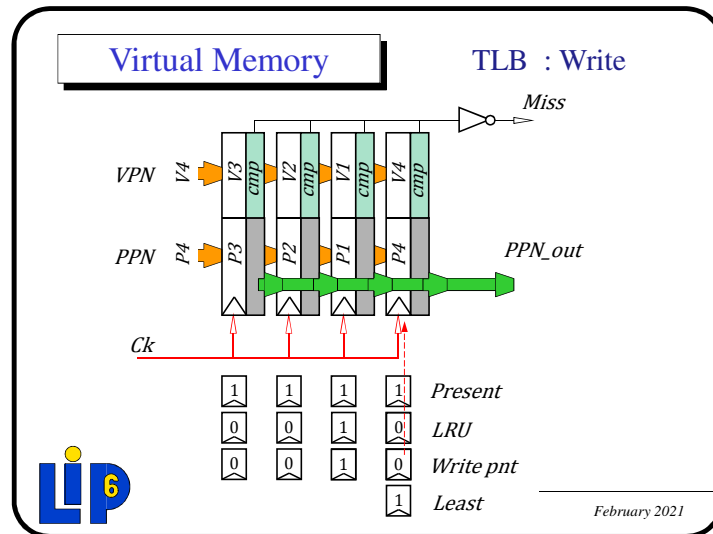 Virtual Memory
TLB : Write
Miss
VPN V4 V3 cmp V2 cmp V1 cmp V4 cmp
PPN P4 P3 P2 P1 P4 PPN_out
Ck
1 1 1 1 Present
0 0 1 0 LRU
0 0 1 0 Write pnt
1 Least
LIP6
February 2021